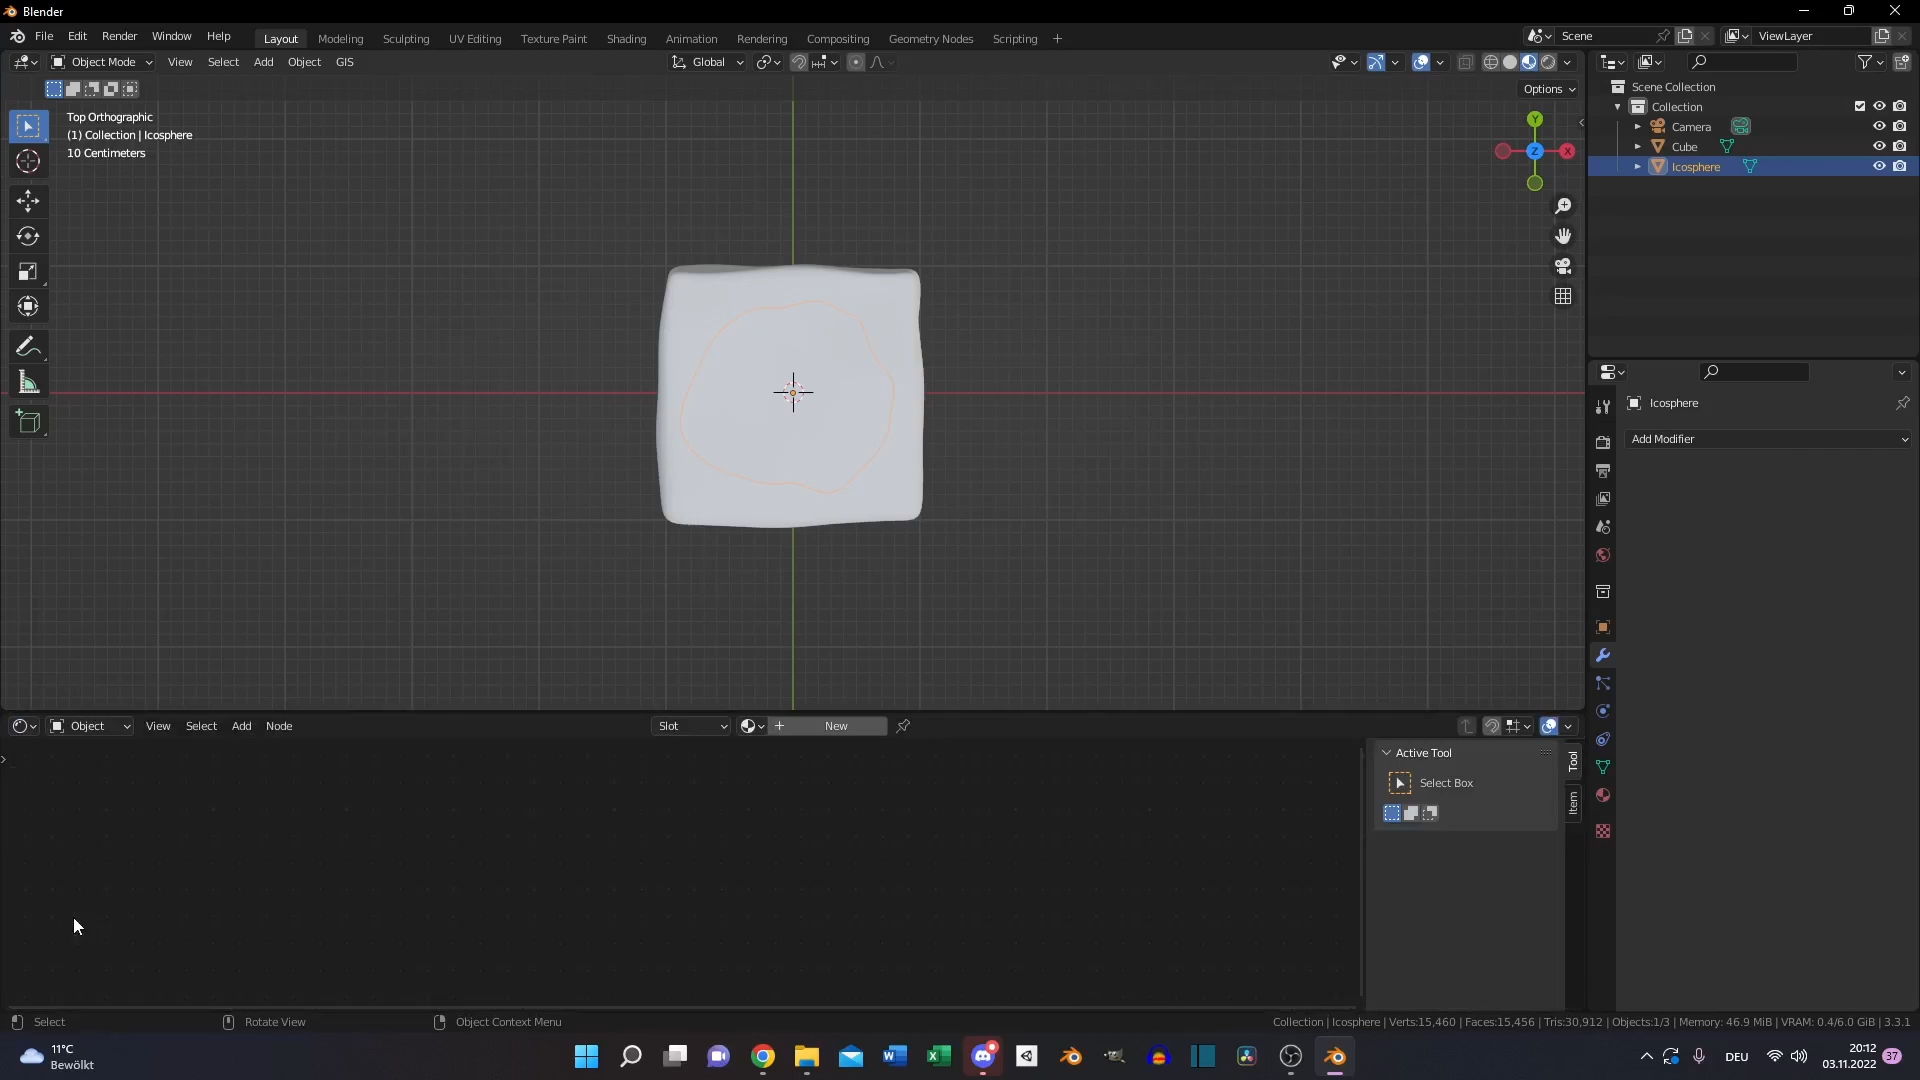 Blender
File Edit Render Window Help
Layout Modeling Sculpting UV Editing Texture Paint Shading Animation Rendering Compositing Geometry Nodes Scripting
Scene
ViewLayer
Object Mode View Select Add Object GIS
Global
Options
Top Orthographic
(1) Collection | Icosphere
10 Centimeters
Y
X
Z
Scene Collection
Collection
Camera
Cube
Icosphere
Icosphere
Add Modifier
Object View Select Add Node
Slot
New
Active Tool
Select Box
Tool
Item
Select
Rotate View
Object Context Menu
Collection | Icosphere | Verts:15,460 | Faces:15,456 | Tris:30,912 | Objects:1/3 | Memory: 46.9 MiB | VRAM: 0.4/6.0 GiB | 3.3.1
11°C
Bewölkt
DEU
20:12
03.11.2022
37